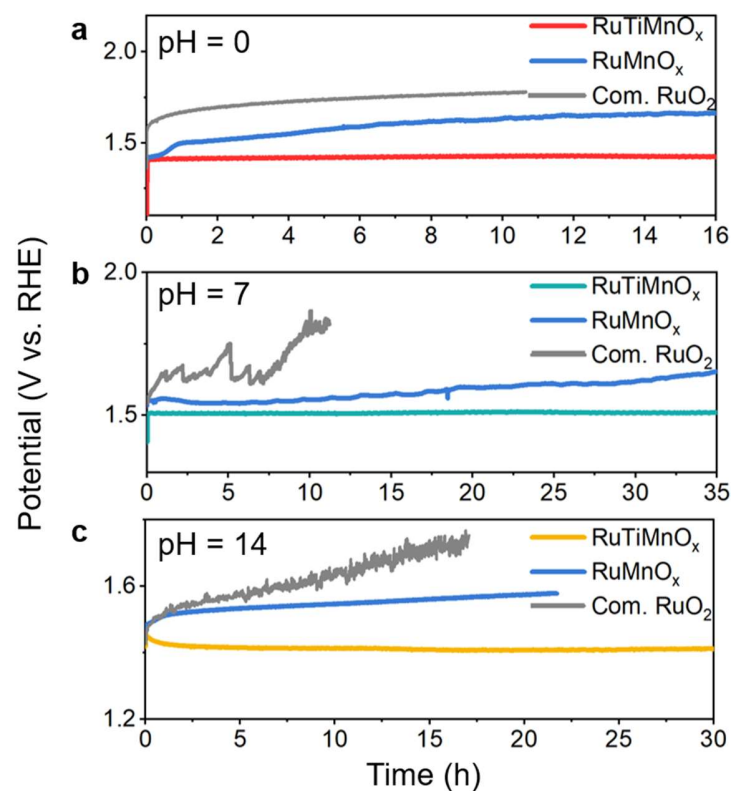 a
pH = 0
RuTiMnOₓ
RuMnOₓ
Com. RuO₂
2.0
1.5
0 2 4 6 8 10 12 14 16
b
pH = 7
RuTiMnOₓ
RuMnOₓ
Com. RuO₂
2.0
1.5
0 5 10 15 20 25 30 35
c
pH = 14
RuTiMnOₓ
RuMnOₓ
Com. RuO₂
1.6
1.2
0 5 10 15 20 25 30
Potential (V vs. RHE)
Time (h)